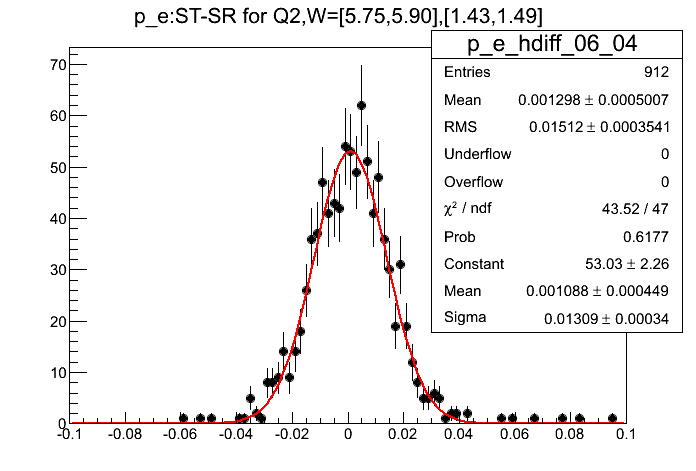 p_e:ST-SR for Q2,W=[5.75,5.90],[1.43,1.49]
p_e_hdiff_06_04
Entries 912
Mean 0.001298 ± 0.0005007
RMS 0.01512 ± 0.0003541
Underflow 0
Overflow 0
χ² / ndf 43.52 / 47
Prob 0.6177
Constant 53.03 ± 2.26
Mean 0.001088 ± 0.000449
Sigma 0.01309 ± 0.00034
70
60
50
40
30
20
10
0
-0.1 -0.08 -0.06 -0.04 -0.02 0 0.02 0.04 0.06 0.08 0.1